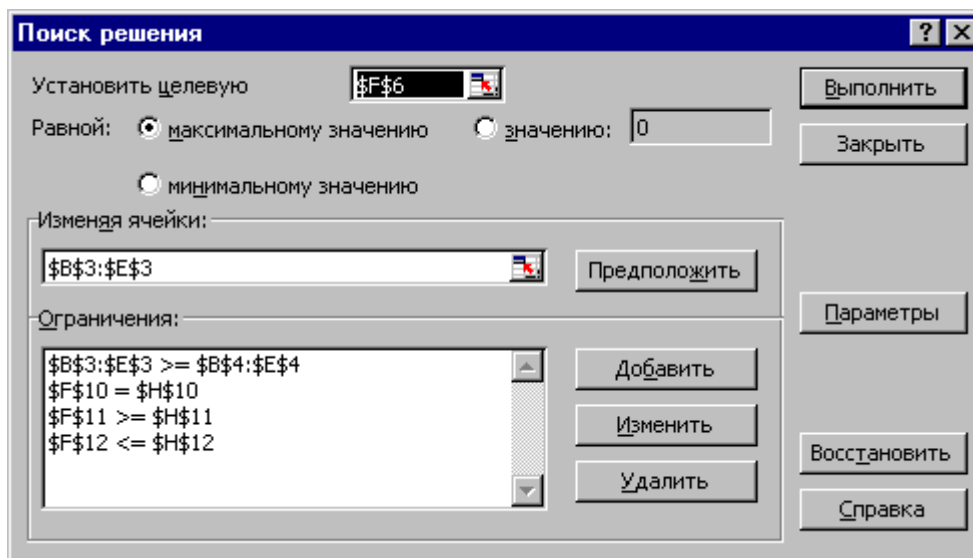 Поиск решения
Установить целевую $F$6 Выполнить
Равной: максимальному значению значению: 0 Закрыть
минимальному значению
Изменяя ячейки:
$B$3:$E$3 Предположить
Ограничения: Параметры
$B$3:$E$3 >= $B$4:$E$4 Добавить
$F$10 = $H$10
$F$11 >= $H$11 Изменить
$F$12 <= $H$12 Восстановить
Удалить
Справка